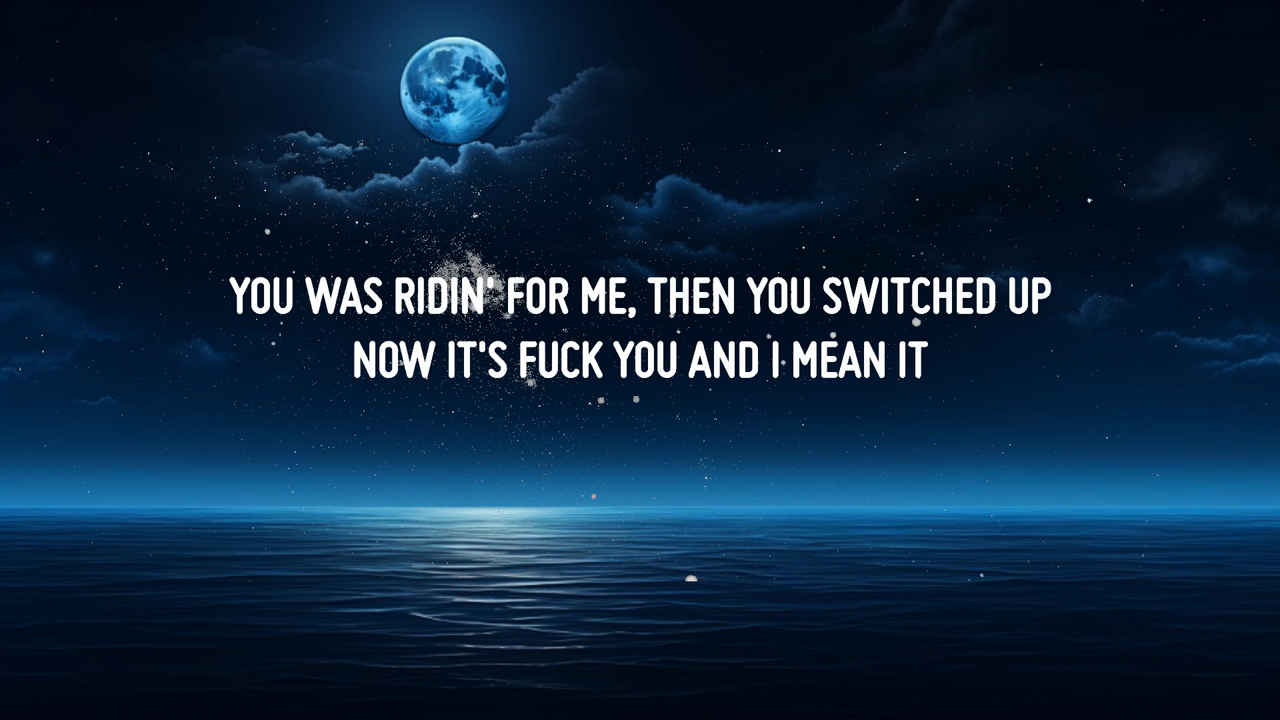 YOU WAS RIDIN' FOR ME, THEN YOU SWITCHED UP
NOW IT'S FUCK YOU AND I MEAN IT